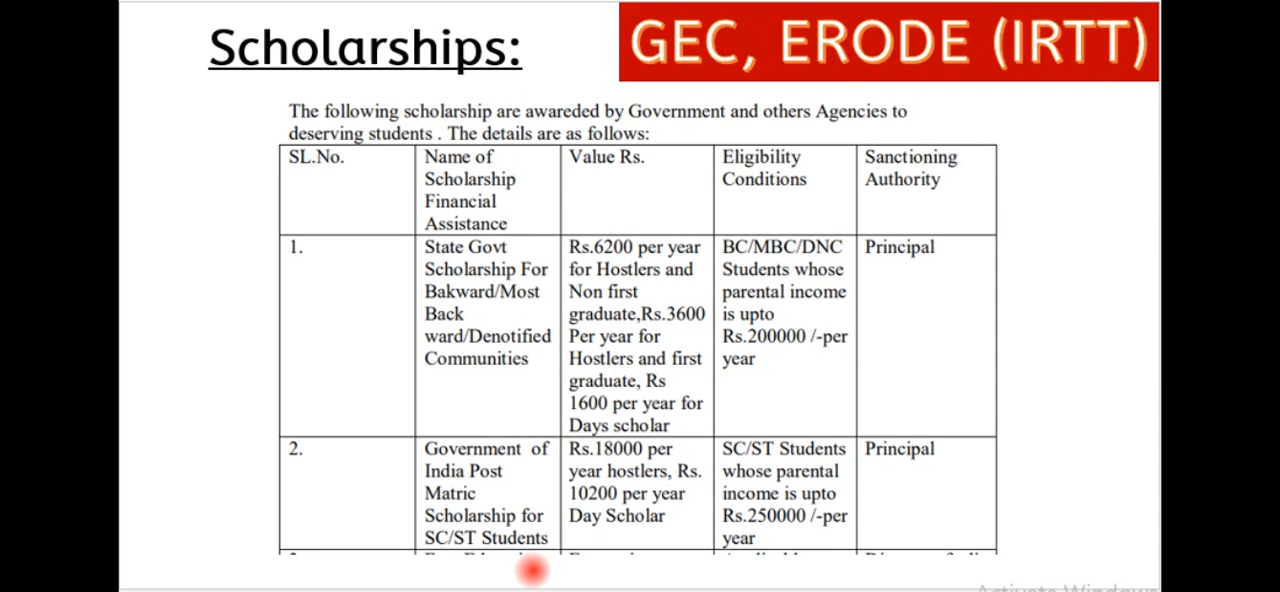 Scholarships:
GEC, ERODE (IRTT)
The following scholarship are awareded by Government and others Agencies to
deserving students . The details are as follows:
SL.No.
Name of
Scholarship
Financial
Assistance
Value Rs.
Eligibility
Conditions
Sanctioning
Authority
1.
State Govt
Scholarship For
Bakward/Most
Back
ward/Denotified
Communities
Rs.6200 per year
for Hostlers and
Non first
graduate,Rs.3600
Per year for
Hostlers and first
graduate, Rs
1600 per year for
Days scholar
BC/MBC/DNC
Students whose
parental income
is upto
Rs.200000 /-per
year
Principal
2.
Government of
India Post
Matric
Scholarship for
SC/ST Students
Rs.18000 per
year hostlers, Rs.
10200 per year
Day Scholar
SC/ST Students
whose parental
income is upto
Rs.250000 /-per
year
Principal
Activate Windows